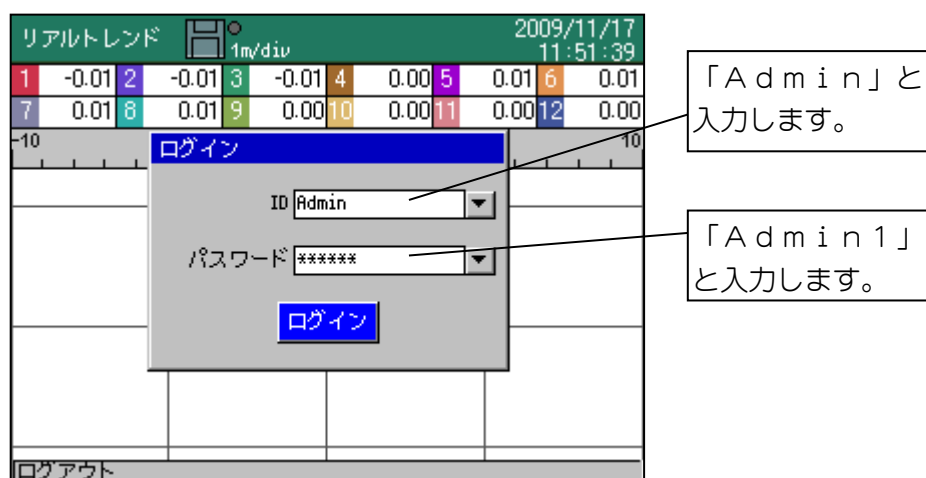 リアルトレンド 1m/div 2009/11/17
11:51:39
1 -0.01 2 -0.01 3 -0.01 4 0.00 5 0.01 6 0.01
7 0.01 8 0.01 9 0.00 10 0.00 11 0.00 12 0.00
-10 10
ログイン
ID Admin
パスワード ******
ログイン
ログアウト
「Ａｄｍｉｎ」と
入力します。
「Ａｄｍｉｎ１」
と入力します。